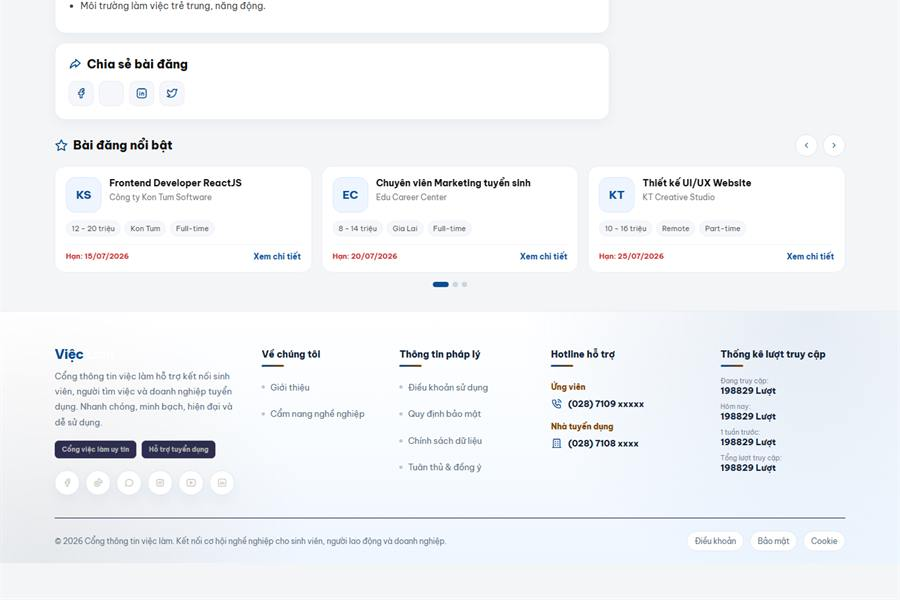 Môi trường làm việc trẻ trung, năng động.
Chia sẻ bài đăng
Bài đăng nổi bật
KS
Frontend Developer ReactJS
Công ty Kon Tum Software
12 - 20 triệu
Kon Tum
Full-time
Hạn: 15/07/2026
Xem chi tiết
EC
Chuyên viên Marketing tuyển sinh
Edu Career Center
8 - 14 triệu
Gia Lai
Full-time
Hạn: 20/07/2026
Xem chi tiết
KT
Thiết kế UI/UX Website
KT Creative Studio
10 - 16 triệu
Remote
Part-time
Hạn: 25/07/2026
Xem chi tiết
Việc
Cổng thông tin việc làm hỗ trợ kết nối sinh
viên, người tìm việc và doanh nghiệp tuyển
dụng. Nhanh chóng, minh bạch, hiện đại và
dễ sử dụng.
Cổng việc làm uy tín
Hỗ trợ tuyển dụng
Về chúng tôi
Giới thiệu
Cẩm nang nghề nghiệp
Thông tin pháp lý
Điều khoản sử dụng
Quy định bảo mật
Chính sách dữ liệu
Tuân thủ & đồng ý
Hotline hỗ trợ
Ứng viên
(028) 7109 xxxxx
Nhà tuyển dụng
(028) 7108 xxxx
Thống kê lượt truy cập
Đang truy cập:
198829 Lượt
Hôm nay:
198829 Lượt
1 tuần trước:
198829 Lượt
Tổng lượt truy cập:
198829 Lượt
© 2026 Cổng thông tin việc làm. Kết nối cơ hội nghề nghiệp cho sinh viên, người lao động và doanh nghiệp.
Điều khoản
Bảo mật
Cookie